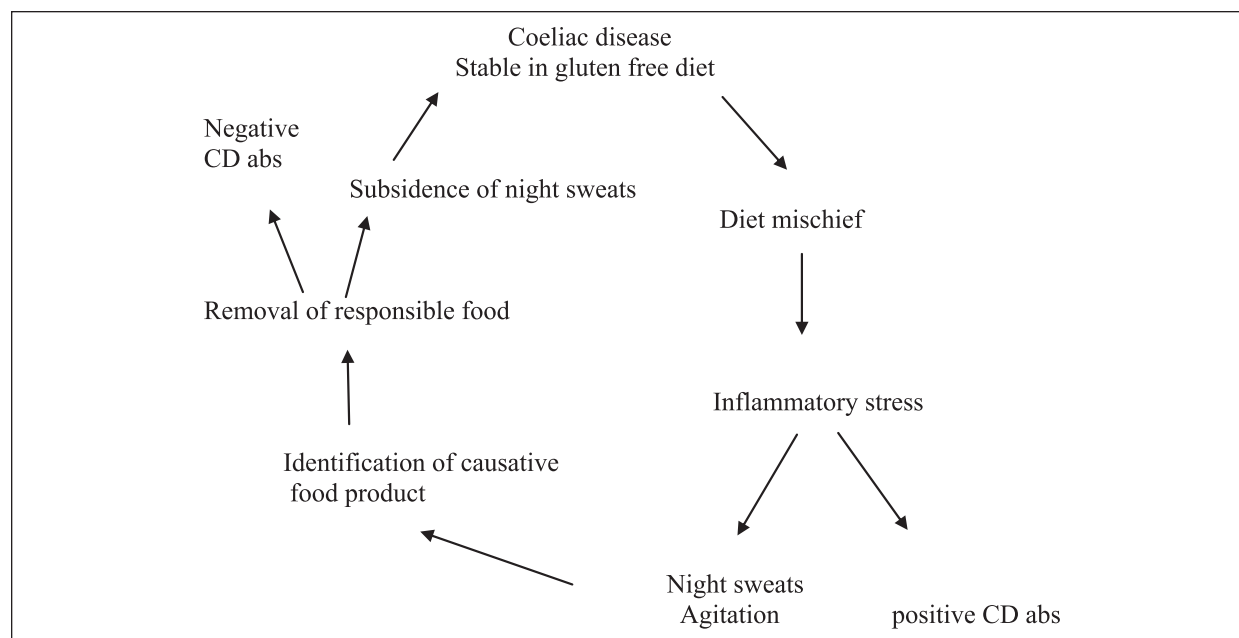 Coeliac disease
Stable in gluten free diet
Negative
CD abs
Subsidence of night sweats
Diet mischief
Removal of responsible food
Inflammatory stress
Identification of causative
food product
Night sweats
Agitation
positive CD abs